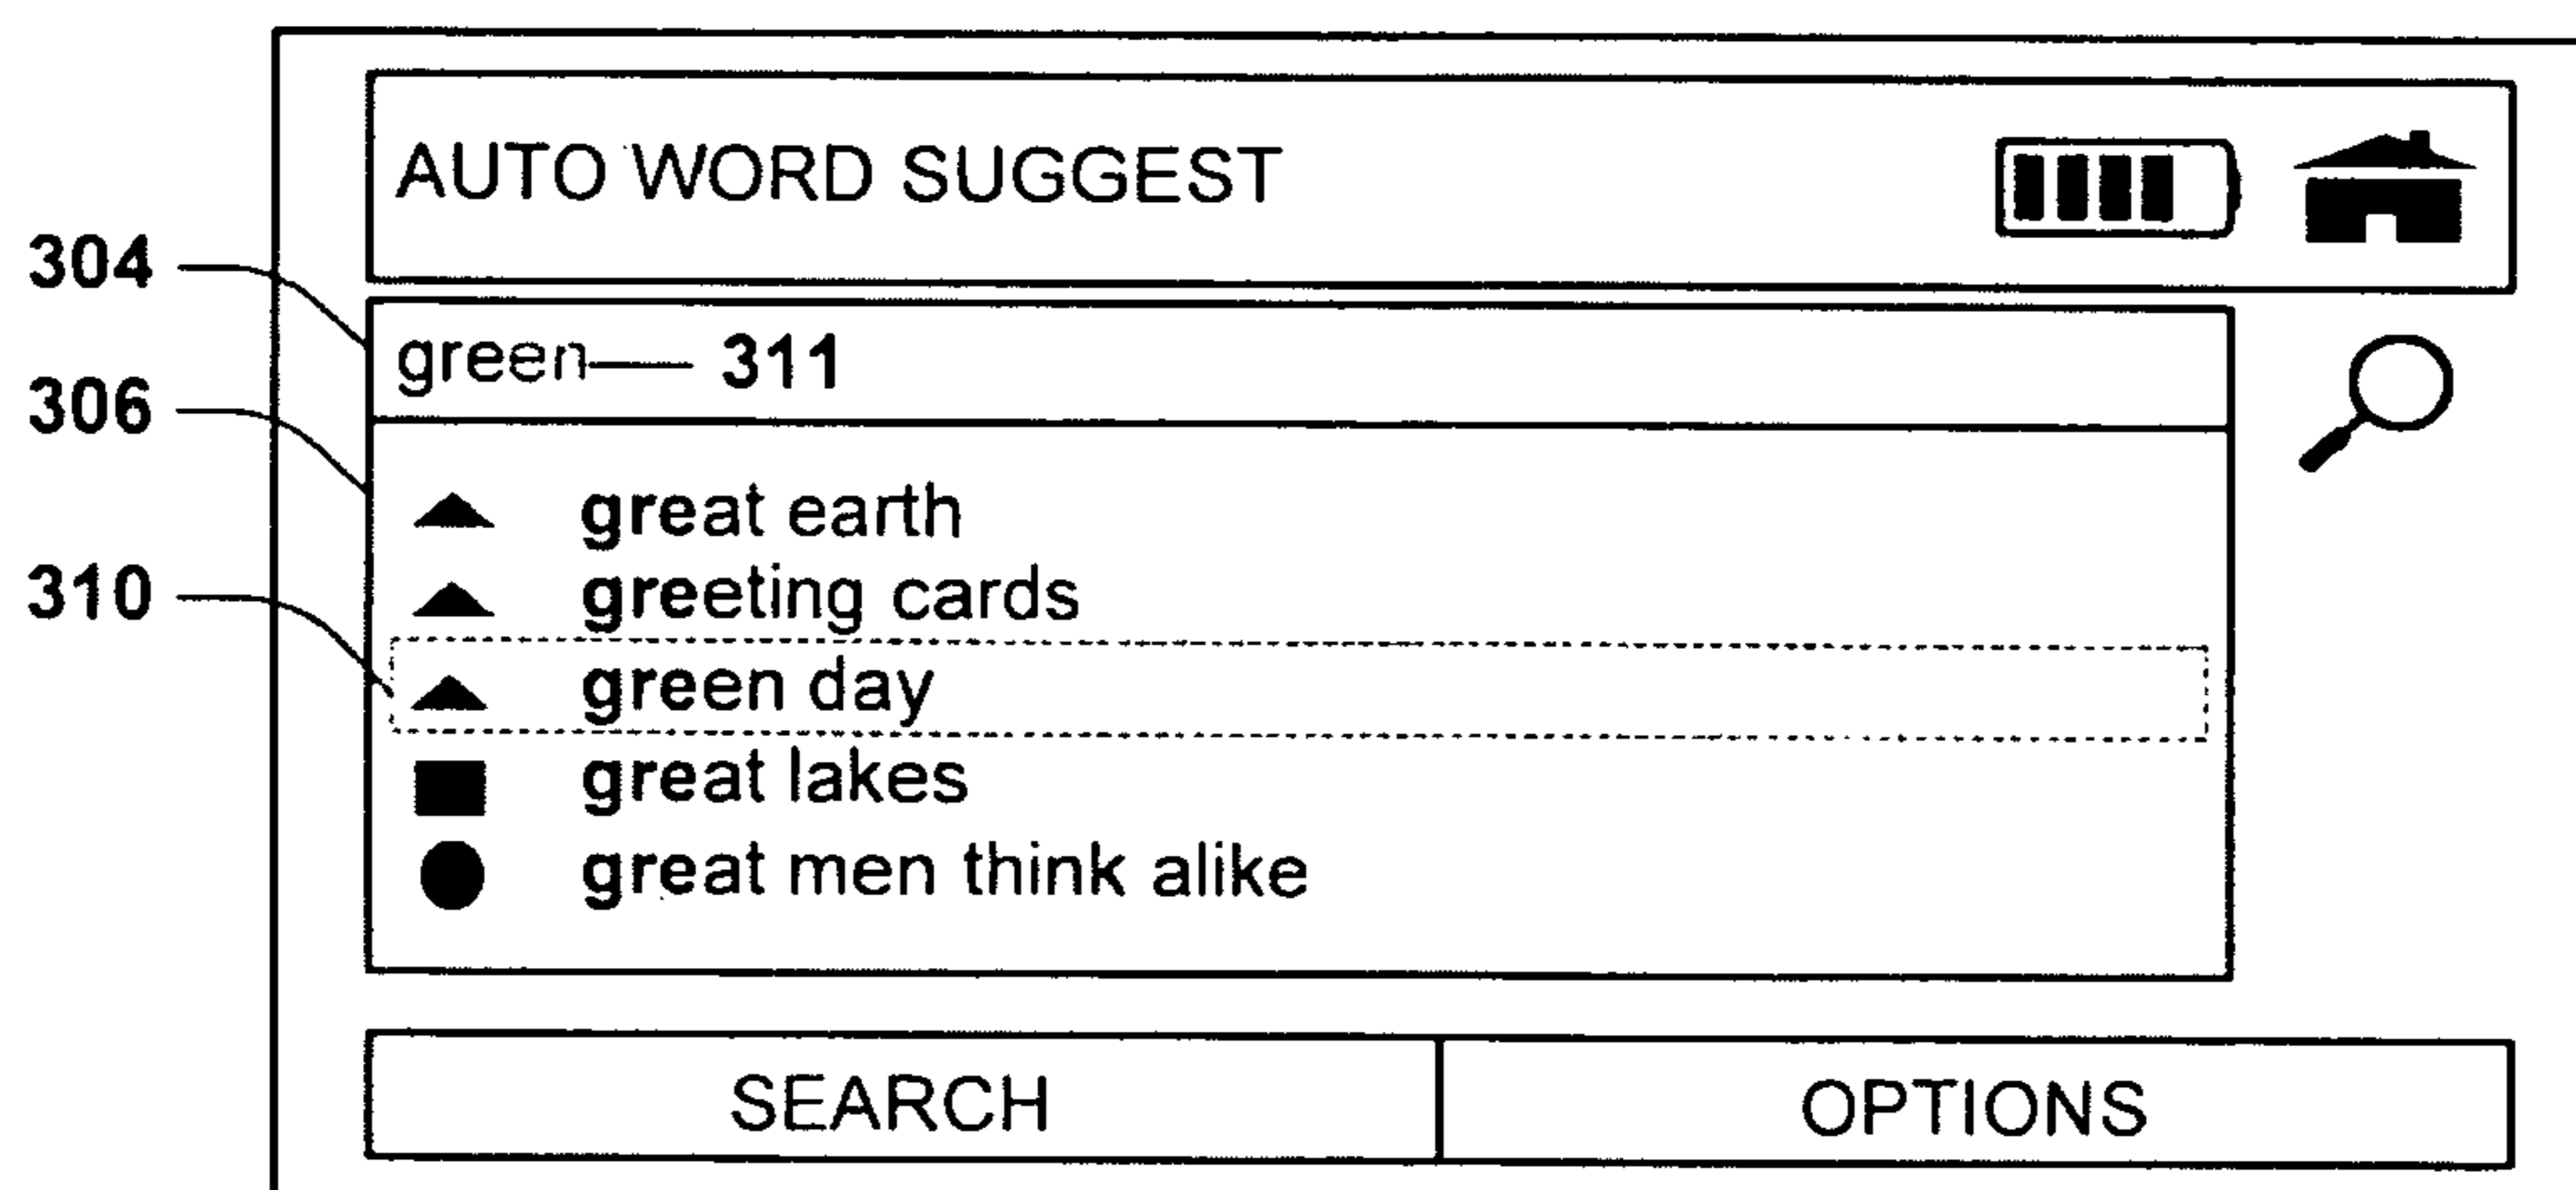 AUTO WORD SUGGEST
304
green 311
306
great earth
greeting cards
310
green day
great lakes
great men think alike
SEARCH OPTIONS